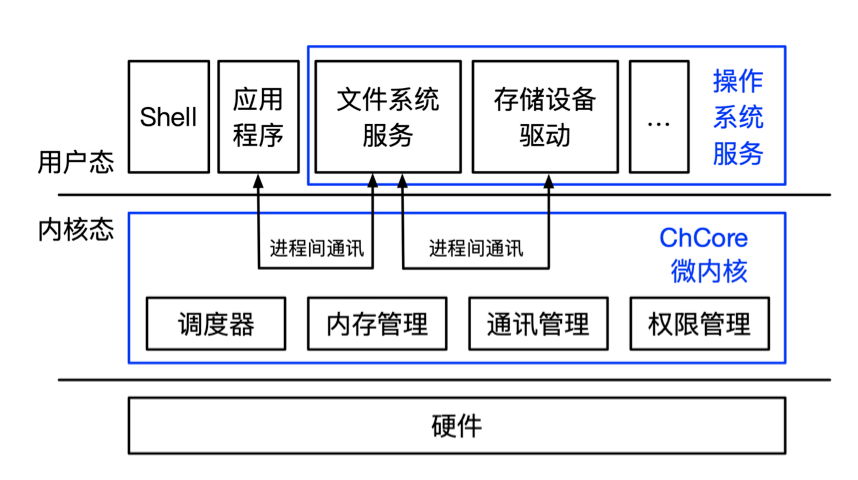 Shell
应用
程序
文件系统
服务
存储设备
驱动
...
操作
系统
服务
用户态
内核态
进程间通讯
进程间通讯
ChCore
微内核
调度器
内存管理
通讯管理
权限管理
硬件